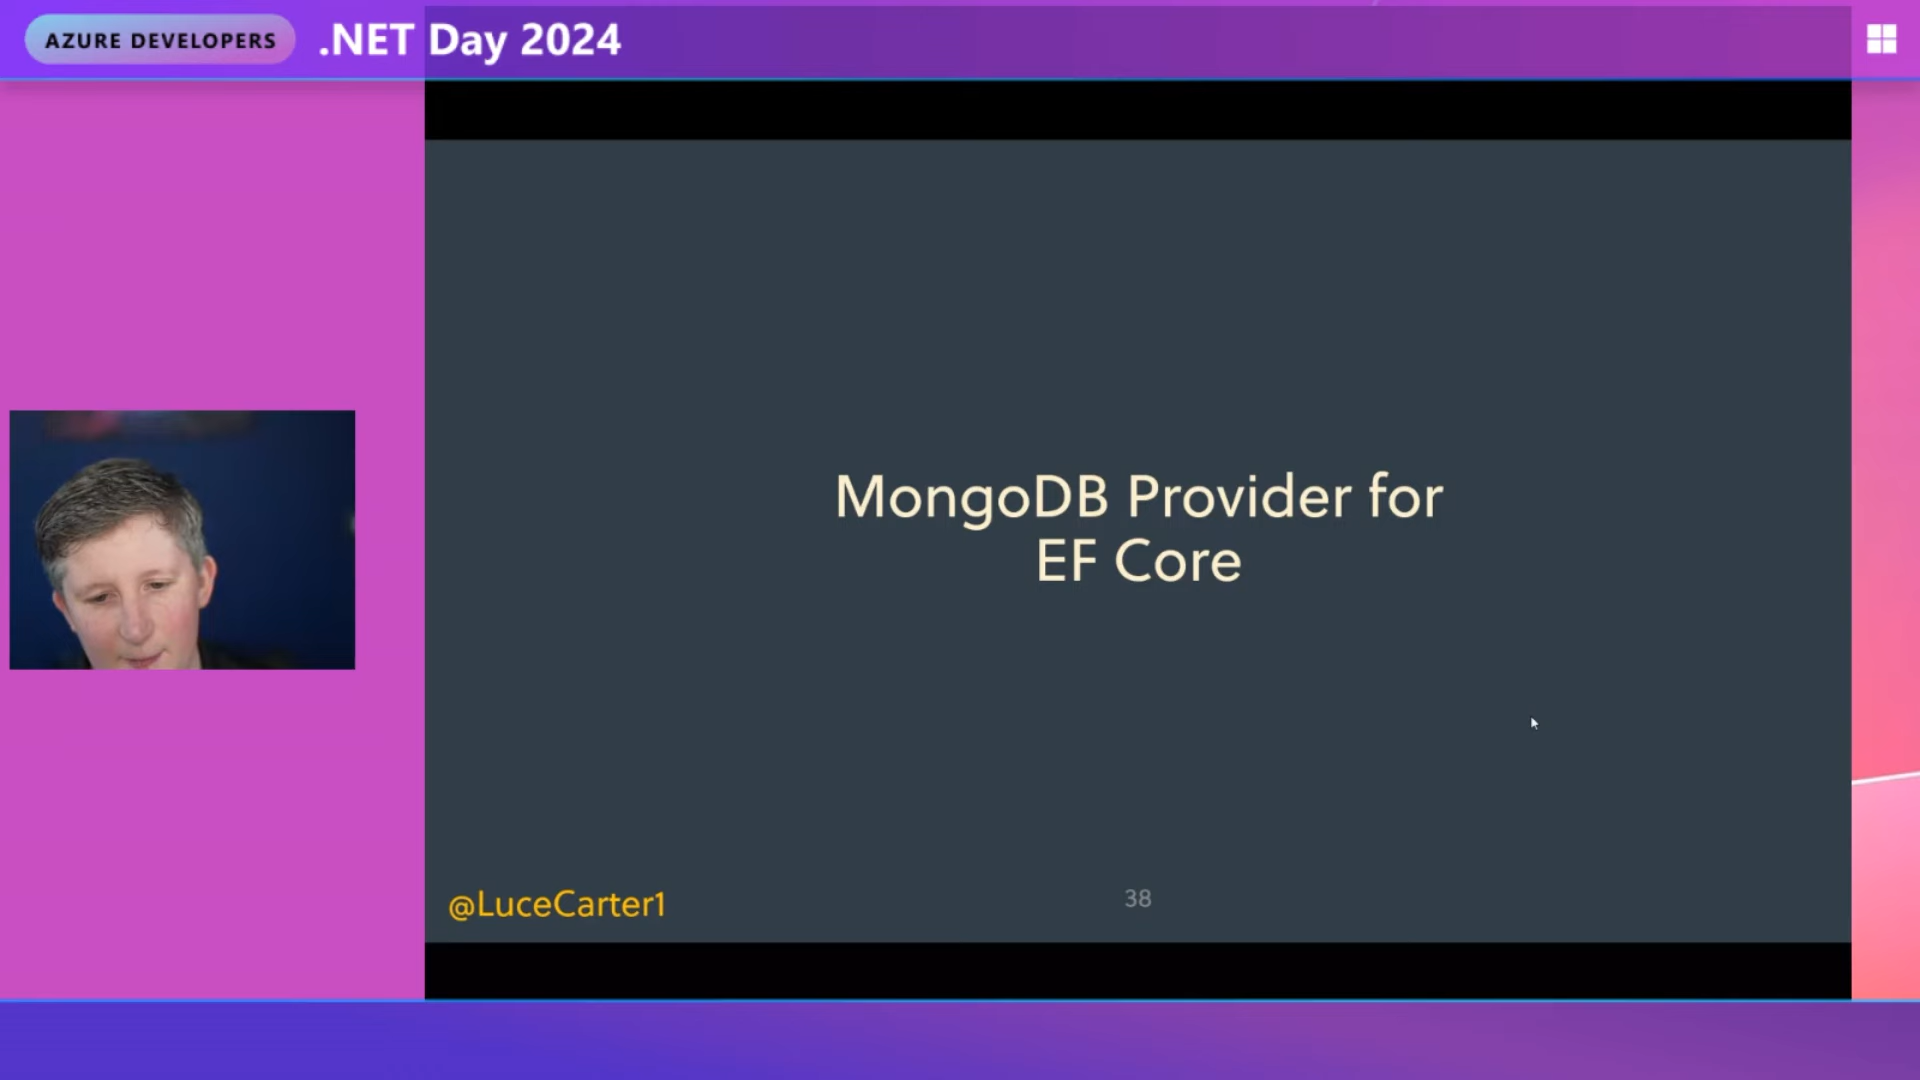 AZURE DEVELOPERS
.NET Day 2024
MongoDB Provider for
EF Core
@LuceCarter1
38